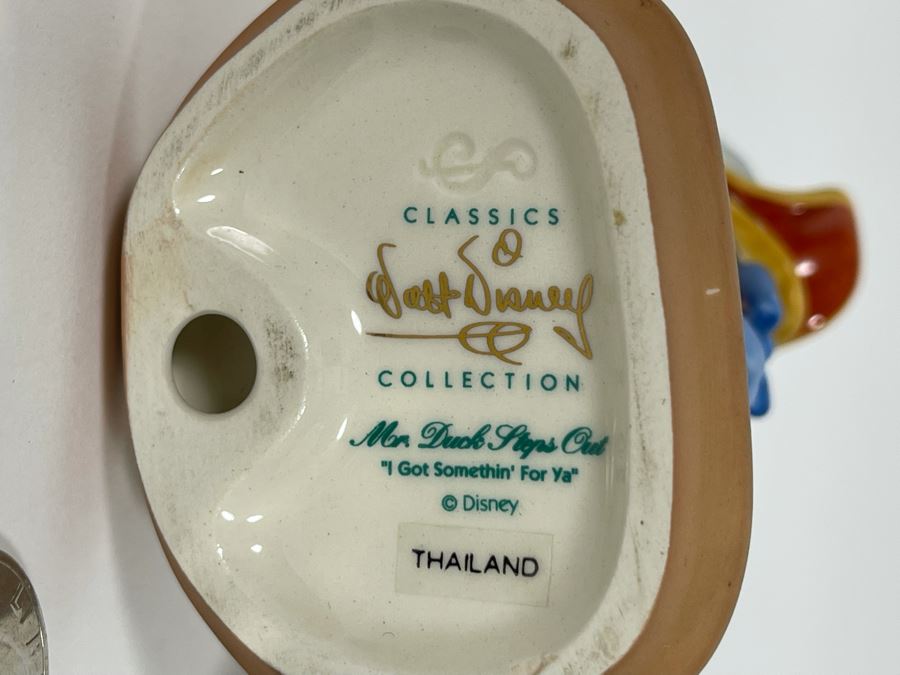 CLASSICS
Walt Disney
COLLECTION
Mr. Duck Steps Out
"I Got Somethin' For Ya"
© Disney
THAILAND